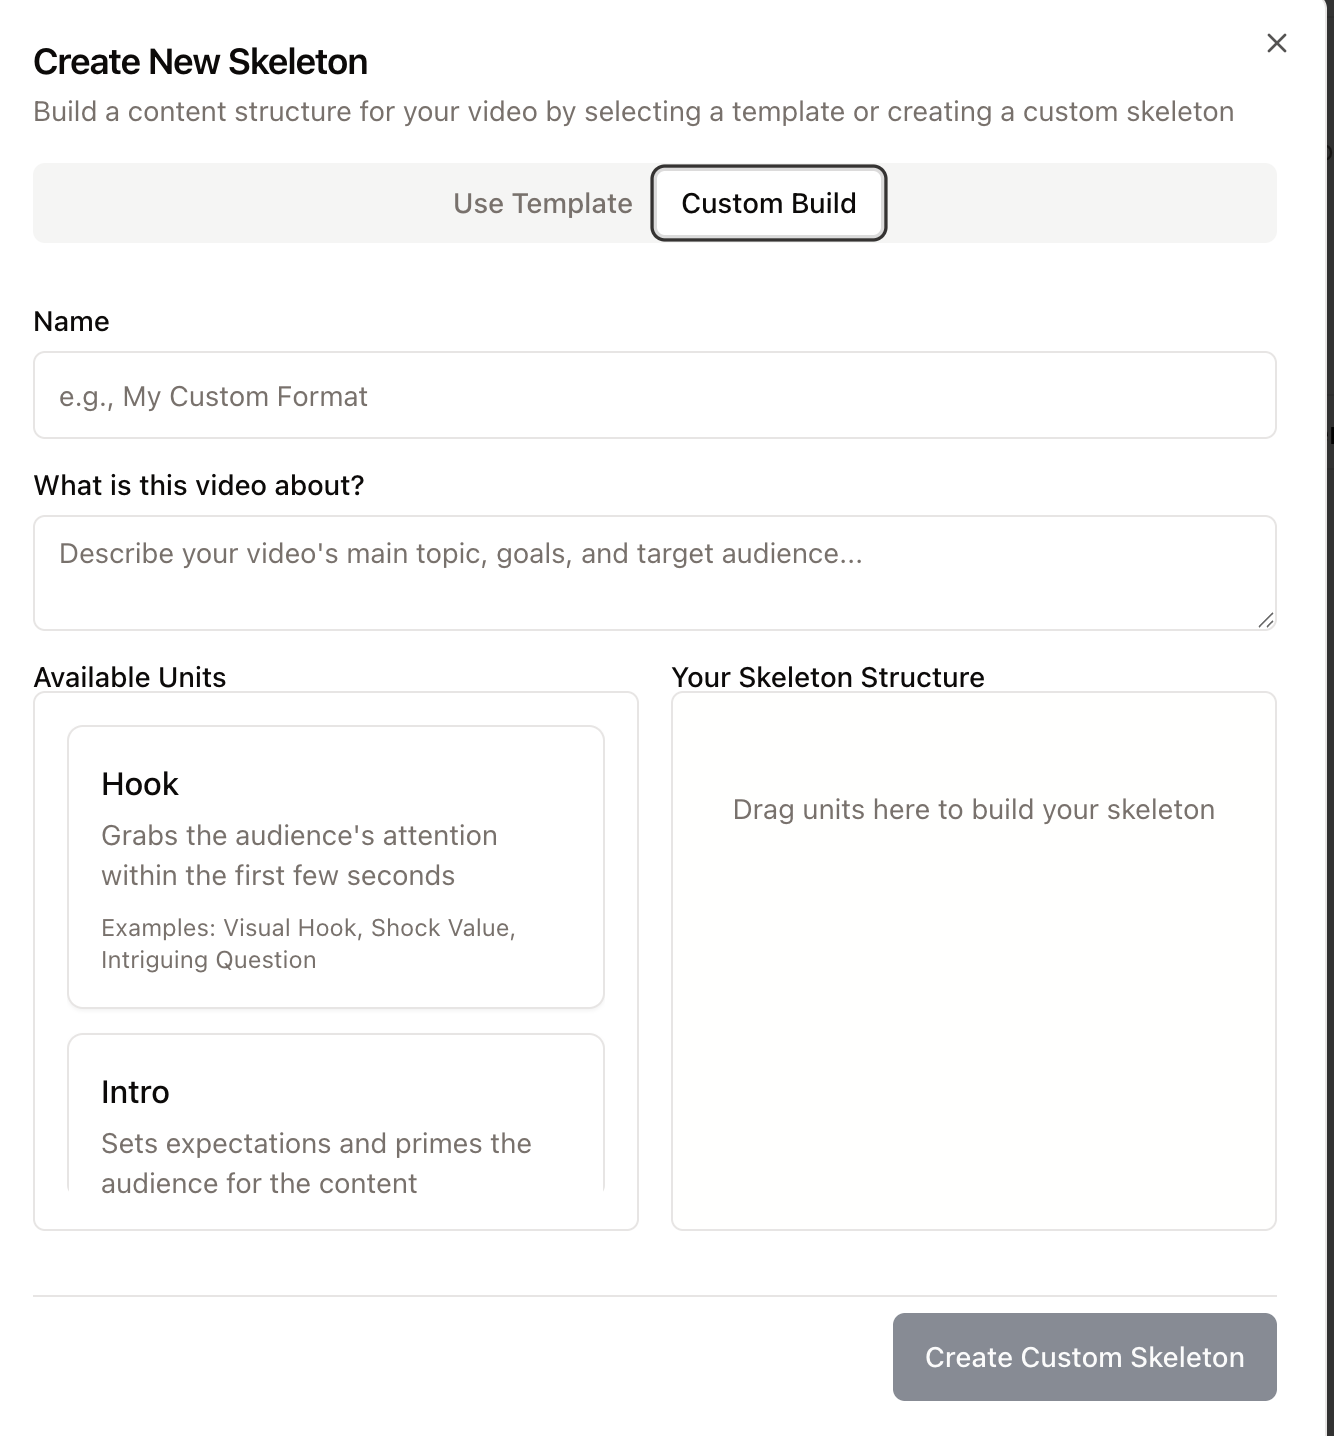 Create New Skeleton
Build a content structure for your video by selecting a template or creating a custom skeleton
Use Template
Custom Build
Name
e.g., My Custom Format
What is this video about?
Describe your video's main topic, goals, and target audience...
Available Units
Hook
Grabs the audience's attention
within the first few seconds
Examples: Visual Hook, Shock Value,
Intriguing Question
Intro
Sets expectations and primes the
audience for the content
Your Skeleton Structure
Drag units here to build your skeleton
Create Custom Skeleton